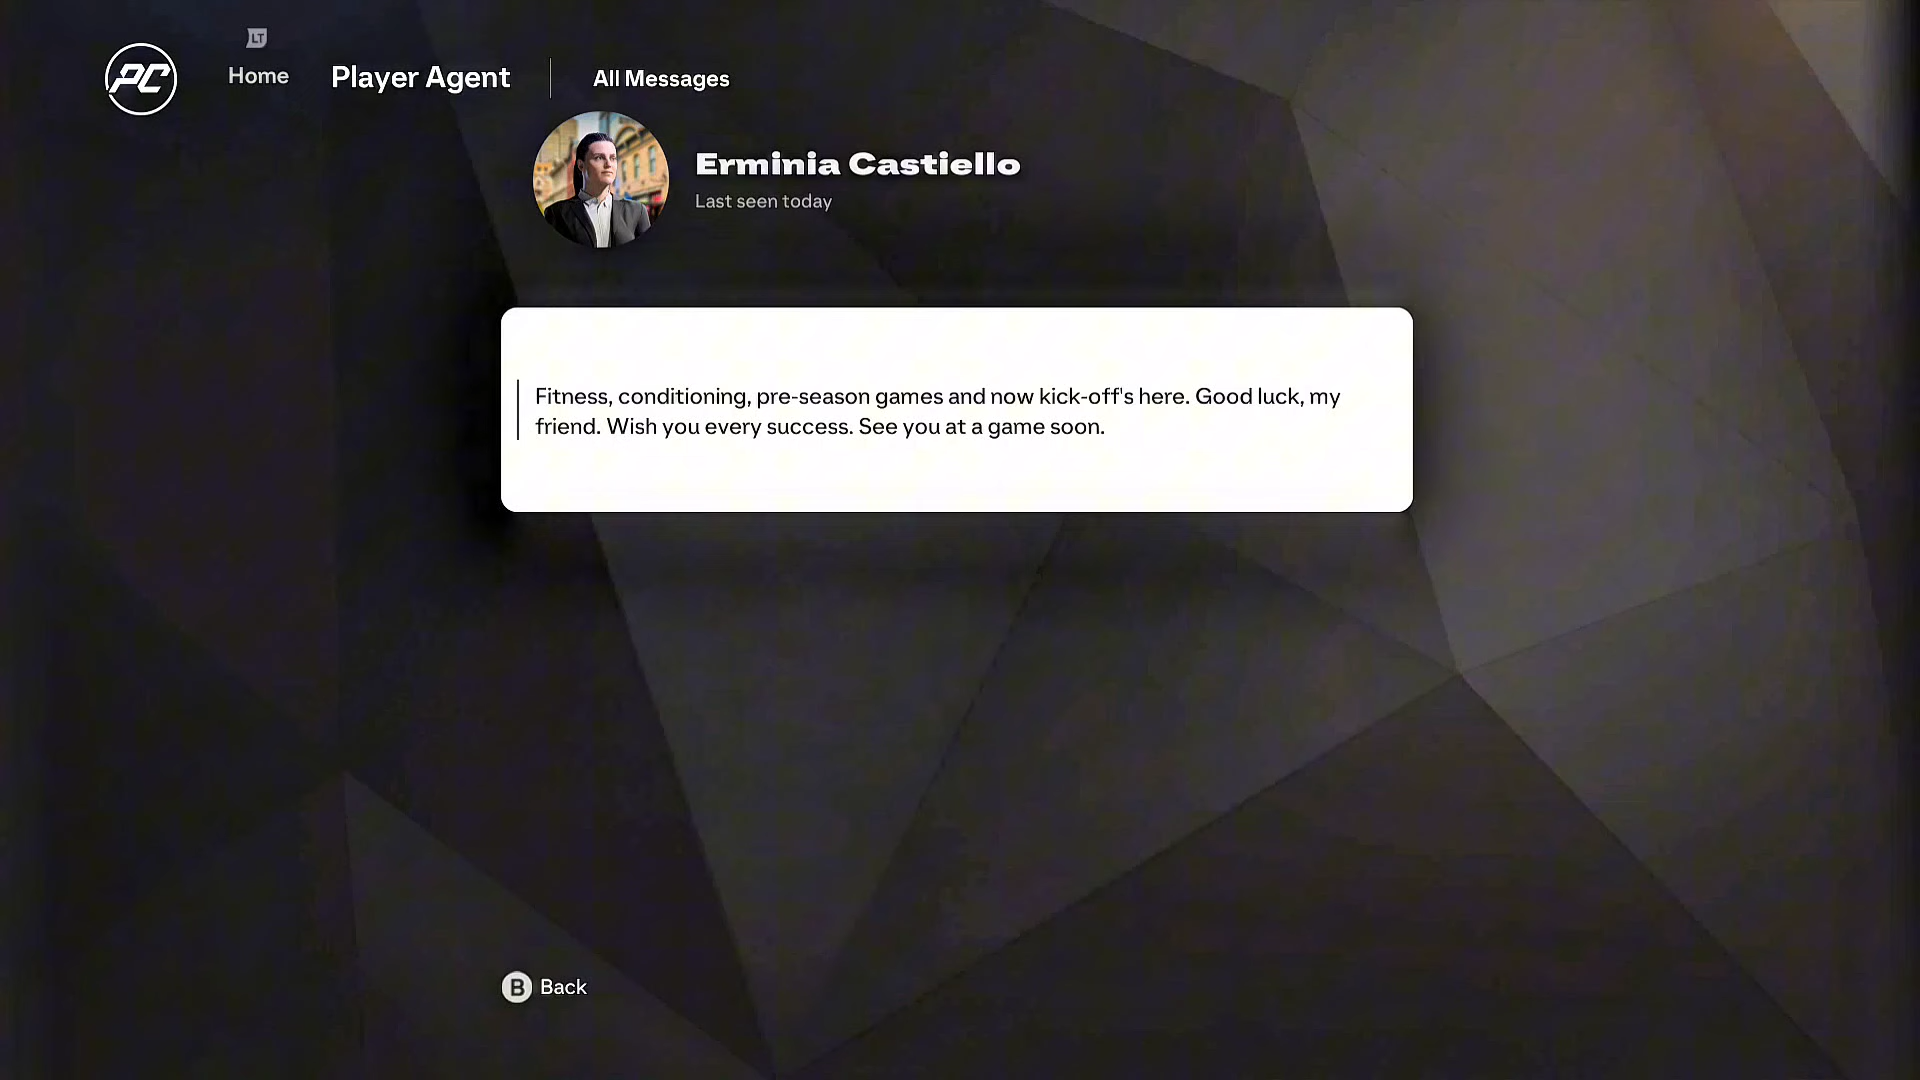 LT
PC Home Player Agent All Messages
Erminia Castiello
Last seen today
Fitness, conditioning, pre-season games and now kick-off's here. Good luck, my
friend. Wish you every success. See you at a game soon.
B Back